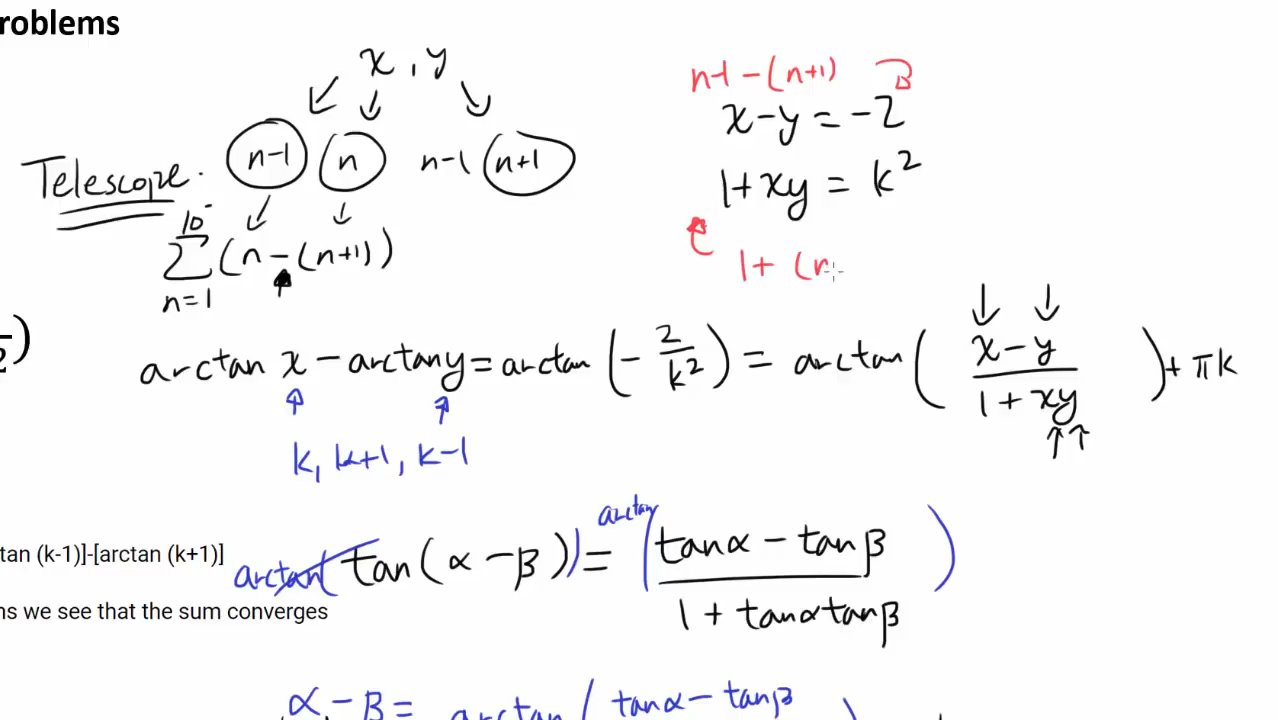 roblems
x , y
n-1 n n-1 n+1
Telescope.
10
∑ (n - (n+1))
n=1
n-1 - (n+1)
x-y = -2
1+xy = k²
1+ (n
)
arctan x - arctan y = arctan (- 2/k²) = arctan ( x-y / 1+xy ) + πk
k, k+1, k-1
tan (k-1)]-[arctan (k+1)]
arctan( tan(α-β)) = arctan ( tanα - tanβ / 1 + tanα tanβ )
ns we see that the sum converges
α - β = arctan ( tanα - tanβ